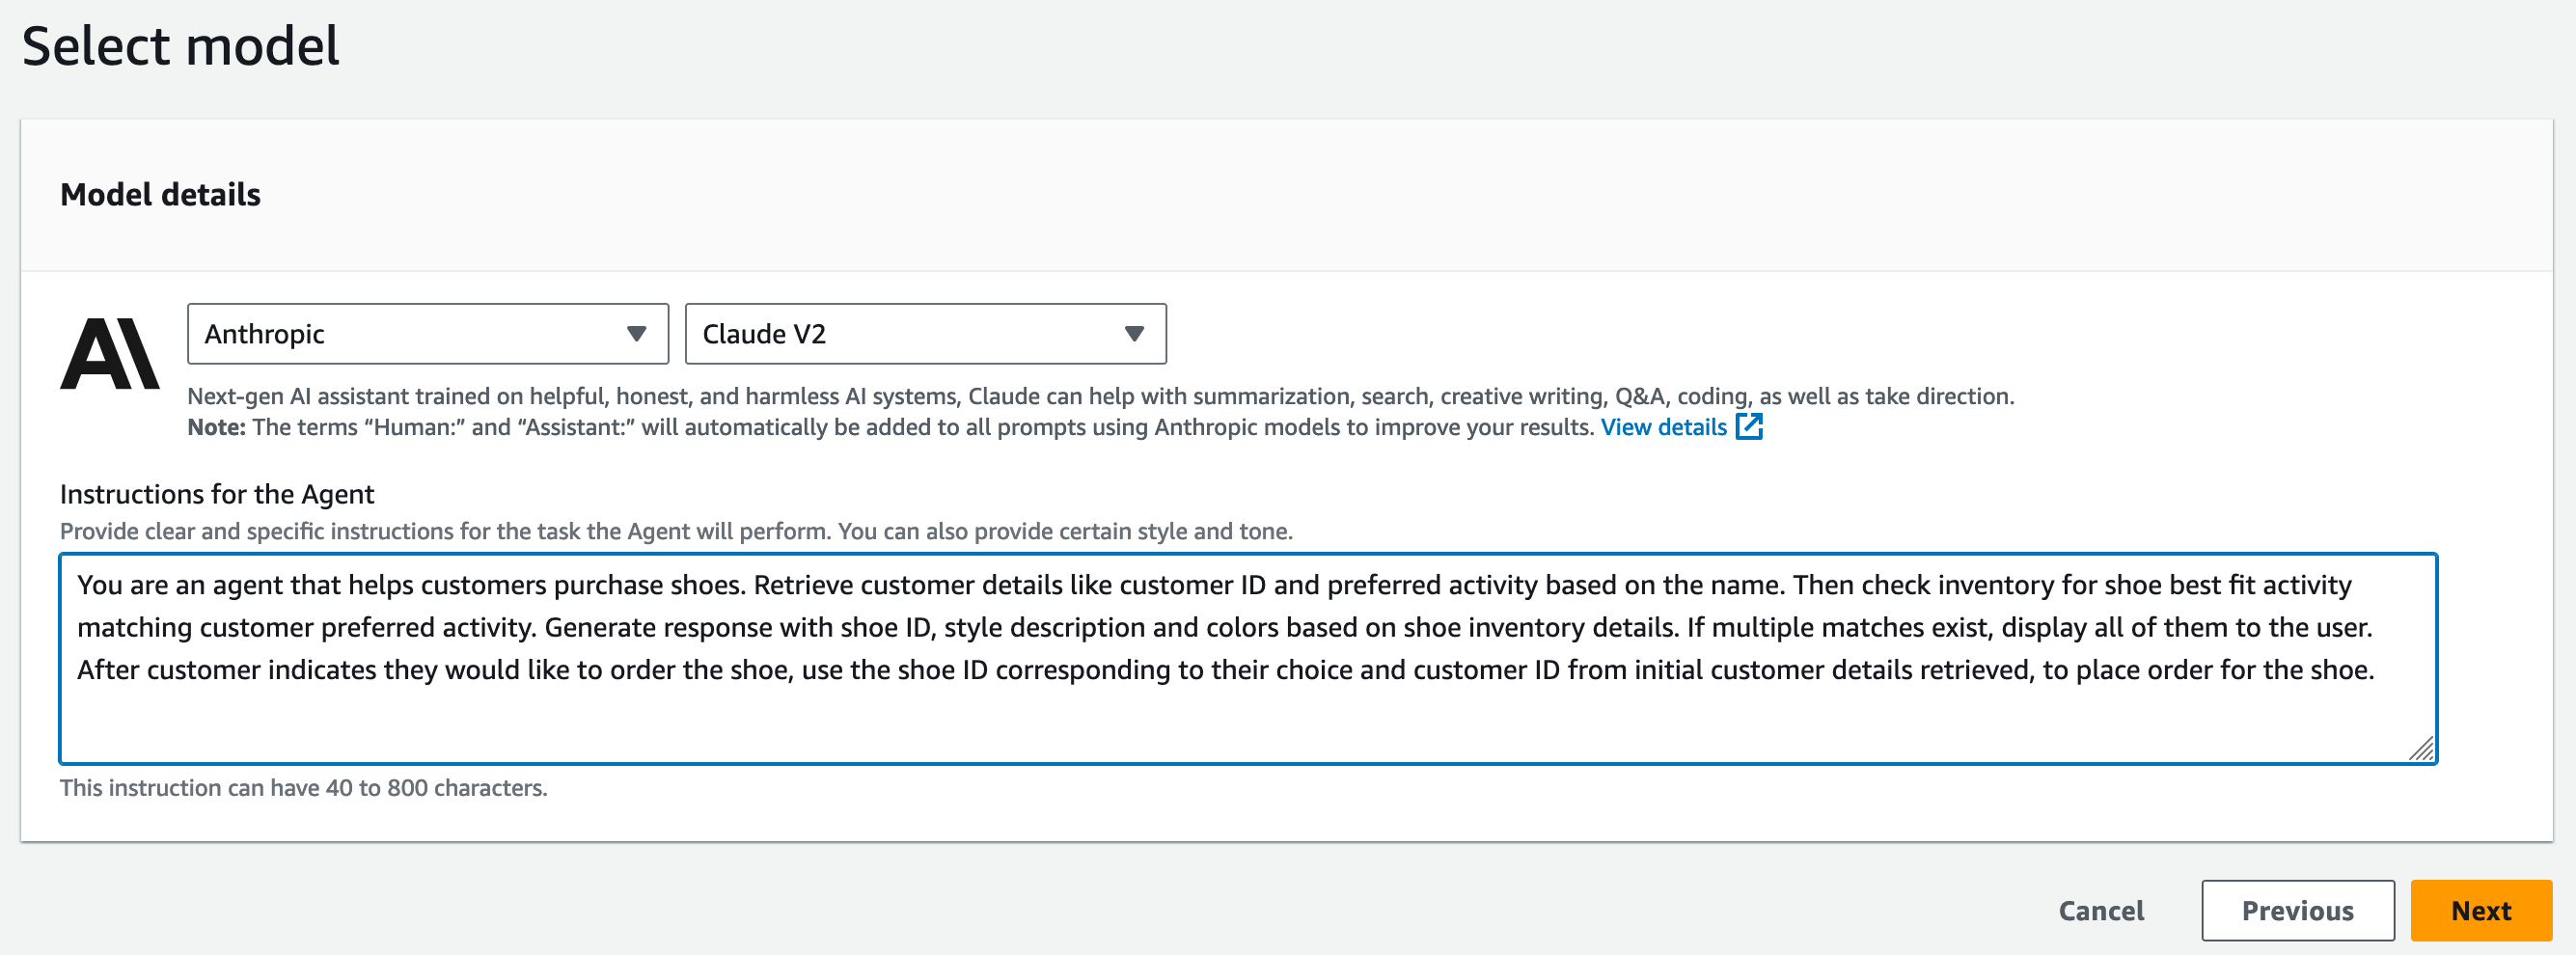 Select model
Model details
Anthropic
Claude V2
Next-gen AI assistant trained on helpful, honest, and harmless AI systems, Claude can help with summarization, search, creative writing, Q&A, coding, as well as take direction.
Note: The terms “Human:” and “Assistant:” will automatically be added to all prompts using Anthropic models to improve your results. View details
Instructions for the Agent
Provide clear and specific instructions for the task the Agent will perform. You can also provide certain style and tone.
You are an agent that helps customers purchase shoes. Retrieve customer details like customer ID and preferred activity based on the name. Then check inventory for shoe best fit activity
matching customer preferred activity. Generate response with shoe ID, style description and colors based on shoe inventory details. If multiple matches exist, display all of them to the user.
After customer indicates they would like to order the shoe, use the shoe ID corresponding to their choice and customer ID from initial customer details retrieved, to place order for the shoe.
This instruction can have 40 to 800 characters.
Cancel
Previous
Next